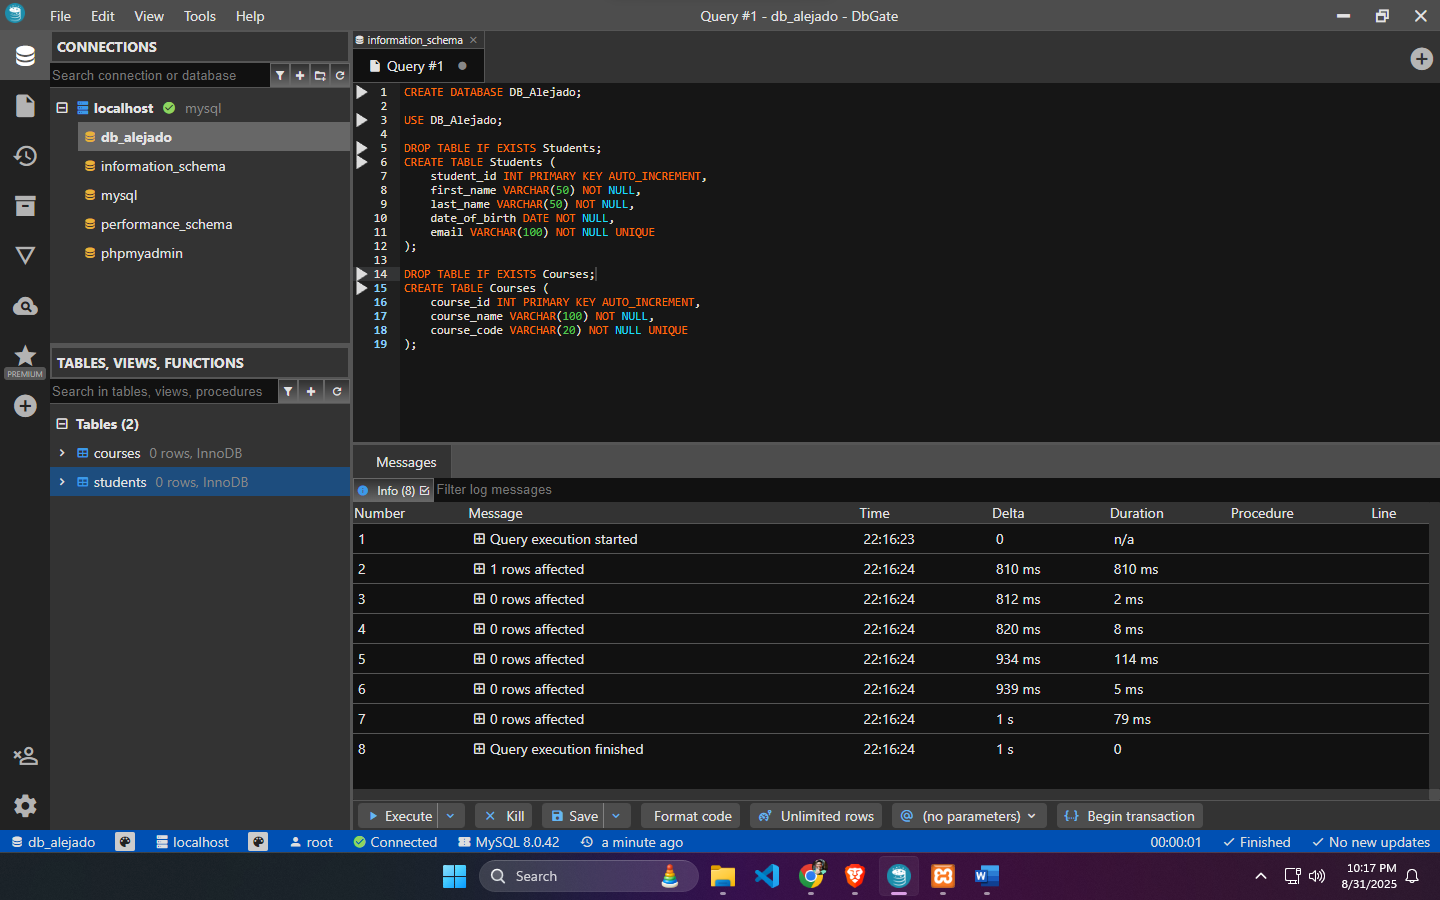 File Edit View Tools Help
Query #1 - db_alejado - DbGate
CONNECTIONS
Search connection or database
localhost mysql
db_alejado
information_schema
mysql
performance_schema
phpmyadmin
PREMIUM
TABLES, VIEWS, FUNCTIONS
Search in tables, views, procedures
Tables (2)
courses 0 rows, InnoDB
students 0 rows, InnoDB
information_schema
Query #1
1 CREATE DATABASE DB_Alejado;
2
3 USE DB_Alejado;
4
5 DROP TABLE IF EXISTS Students;
6 CREATE TABLE Students (
7 student_id INT PRIMARY KEY AUTO_INCREMENT,
8 first_name VARCHAR(50) NOT NULL,
9 last_name VARCHAR(50) NOT NULL,
10 date_of_birth DATE NOT NULL,
11 email VARCHAR(100) NOT NULL UNIQUE
12 );
13
14 DROP TABLE IF EXISTS Courses;
15 CREATE TABLE Courses (
16 course_id INT PRIMARY KEY AUTO_INCREMENT,
17 course_name VARCHAR(100) NOT NULL,
18 course_code VARCHAR(20) NOT NULL UNIQUE
19 );
Messages
Info (8) Filter log messages
Number Message Time Delta Duration Procedure Line
1 Query execution started 22:16:23 0 n/a
2 1 rows affected 22:16:24 810 ms 810 ms
3 0 rows affected 22:16:24 812 ms 2 ms
4 0 rows affected 22:16:24 820 ms 8 ms
5 0 rows affected 22:16:24 934 ms 114 ms
6 0 rows affected 22:16:24 939 ms 5 ms
7 0 rows affected 22:16:24 1 s 79 ms
8 Query execution finished 22:16:24 1 s 0
Execute Kill Save Format code Unlimited rows (no parameters) Begin transaction
db_alejado localhost root Connected MySQL 8.0.42 a minute ago 00:00:01 Finished No new updates
Search
10:17 PM
8/31/2025